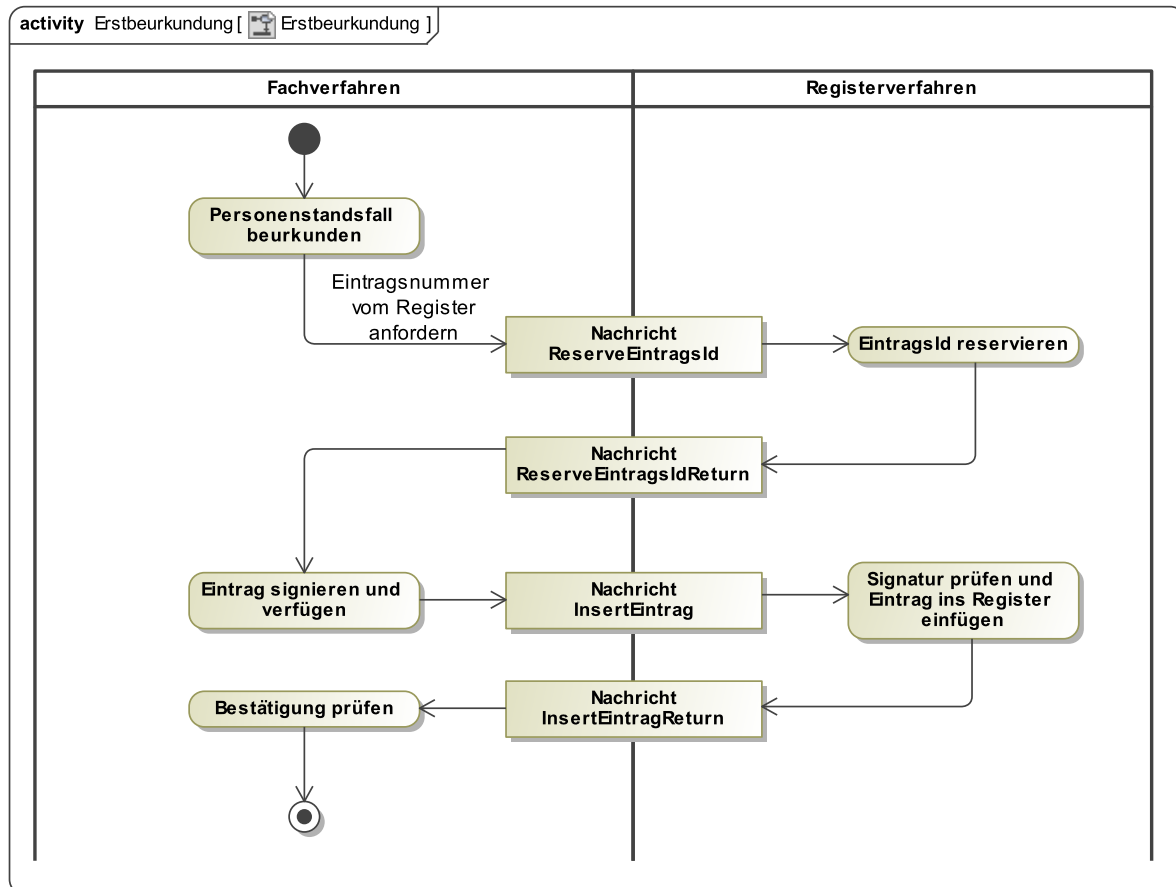 activity Erstbeurkundung [ Erstbeurkundung ]
Fachverfahren
Registerverfahren
Personenstandsfall
beurkunden
Eintragsnummer
vom Register
anfordern
Nachricht
ReserveEintragsId
EintragsId reservieren
Nachricht
ReserveEintragsIdReturn
Eintrag signieren und
verfügen
Nachricht
InsertEintrag
Signatur prüfen und
Eintrag ins Register
einfügen
Nachricht
InsertEintragReturn
Bestätigung prüfen